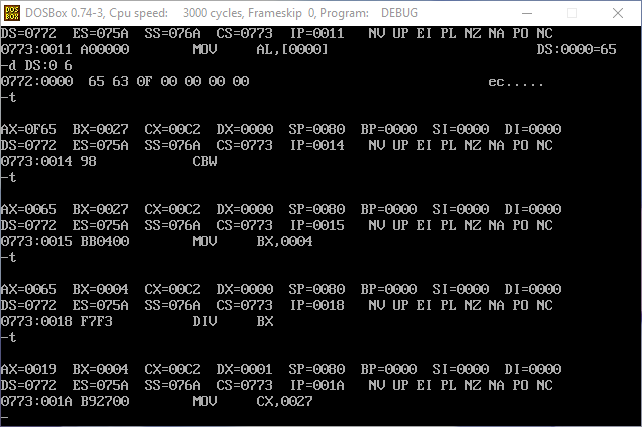 DOSBox 0.74-3, Cpu speed: 3000 cycles, Frameskip 0, Program: DEBUG
DS=0772 ES=075A SS=076A CS=0773 IP=0011 NV UP EI PL NZ NA PO NC
0773:0011 A00000 MOV AL,[0000] DS:0000=65
-d DS:0 6
0772:0000 65 63 0F 00 00 00 00 ec.....
-t
AX=0F65 BX=0027 CX=00C2 DX=0000 SP=0080 BP=0000 SI=0000 DI=0000
DS=0772 ES=075A SS=076A CS=0773 IP=0014 NV UP EI PL NZ NA PO NC
0773:0014 98 CBW
-t
AX=0065 BX=0027 CX=00C2 DX=0000 SP=0080 BP=0000 SI=0000 DI=0000
DS=0772 ES=075A SS=076A CS=0773 IP=0015 NV UP EI PL NZ NA PO NC
0773:0015 BB0400 MOV BX,0004
-t
AX=0065 BX=0004 CX=00C2 DX=0000 SP=0080 BP=0000 SI=0000 DI=0000
DS=0772 ES=075A SS=076A CS=0773 IP=0018 NV UP EI PL NZ NA PO NC
0773:0018 F7F3 DIV BX
-t
AX=0019 BX=0004 CX=00C2 DX=0001 SP=0080 BP=0000 SI=0000 DI=0000
DS=0772 ES=075A SS=076A CS=0773 IP=001A NV UP EI PL NZ NA PO NC
0773:001A B92700 MOV CX,0027
-